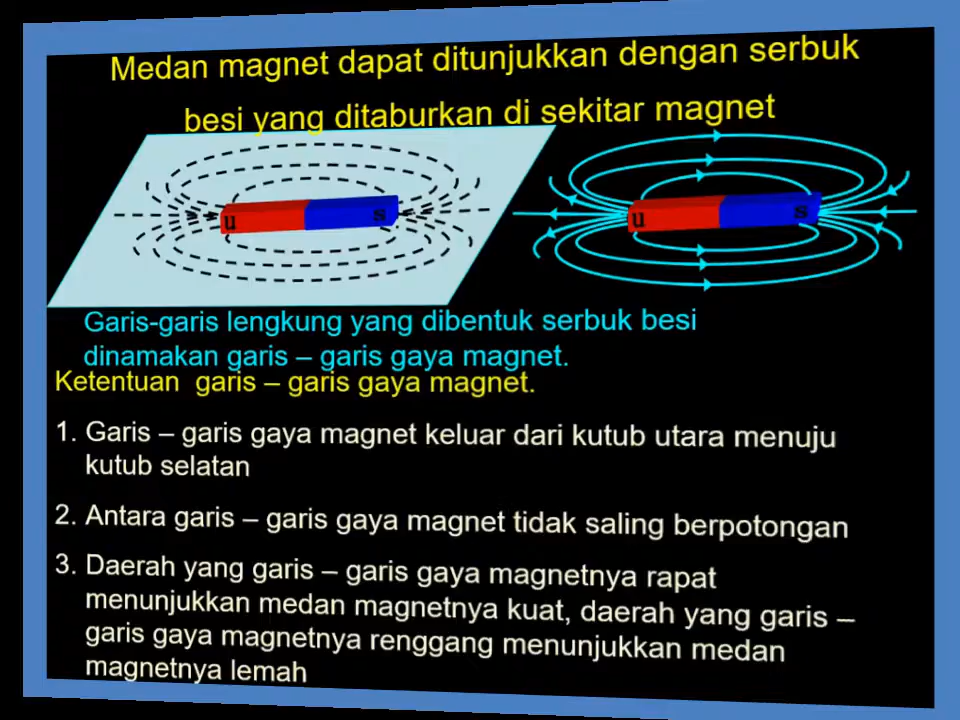 Medan magnet dapat ditunjukkan dengan serbuk
besi yang ditaburkan di sekitar magnet
u s
u s
Garis-garis lengkung yang dibentuk serbuk besi
dinamakan garis – garis gaya magnet.
Ketentuan garis – garis gaya magnet.
1. Garis – garis gaya magnet keluar dari kutub utara menuju
kutub selatan
2. Antara garis – garis gaya magnet tidak saling berpotongan
3. Daerah yang garis – garis gaya magnetnya rapat
menunjukkan medan magnetnya kuat, daerah yang garis –
garis gaya magnetnya renggang menunjukkan medan
magnetnya lemah